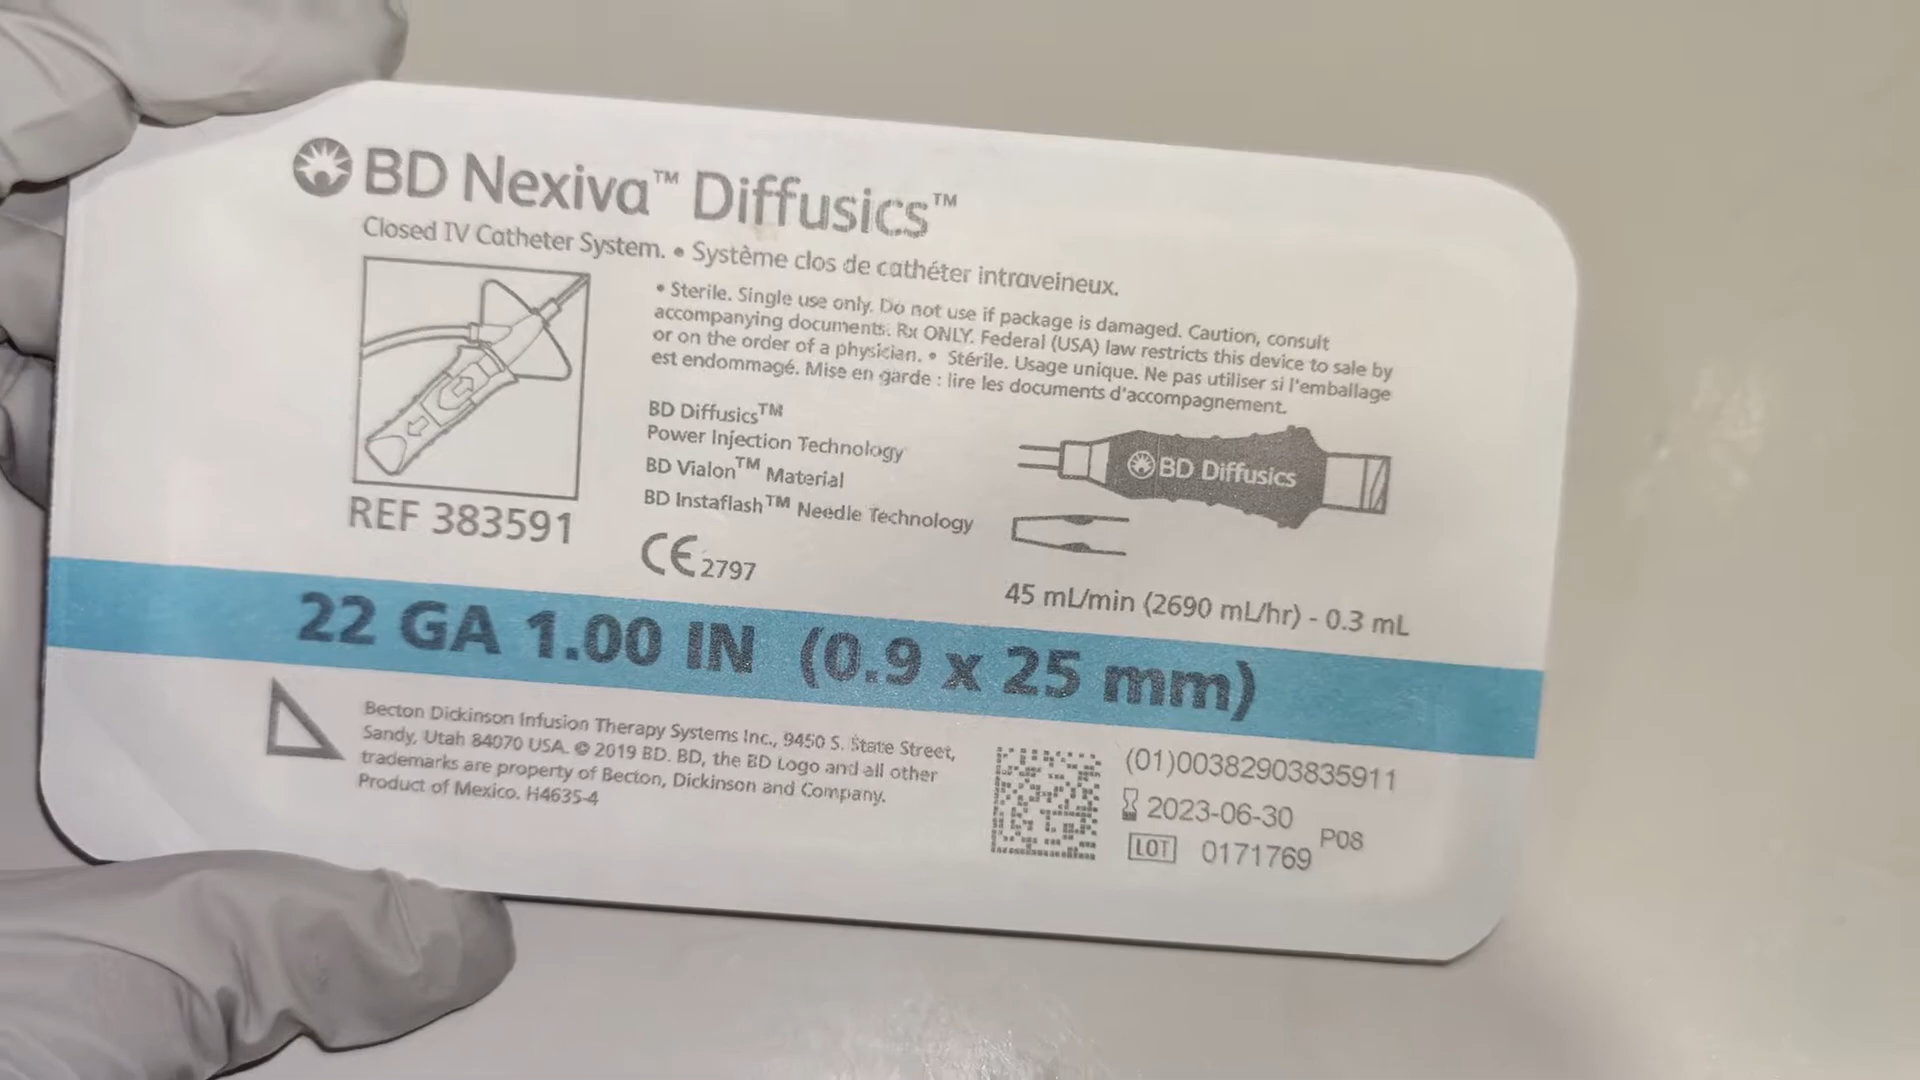 BD Nexiva™ Diffusics™
Closed IV Catheter System. • Système clos de cathéter intraveineux.
• Sterile. Single use only. Do not use if package is damaged. Caution, consult
accompanying documents. Rx ONLY. Federal (USA) law restricts this device to sale by
or on the order of a physician. • Stérile. Usage unique. Ne pas utiliser si l'emballage
est endommagé. Mise en garde : lire les documents d'accompagnement.
BD Diffusics™
Power Injection Technology
BD Vialon™ Material
BD Instaflash™ Needle Technology
BD Diffusics
REF 383591
CE 2797
45 mL/min (2690 mL/hr) - 0.3 mL
22 GA 1.00 IN (0.9 x 25 mm)
Becton Dickinson Infusion Therapy Systems Inc., 9450 S. State Street,
Sandy, Utah 84070 USA. © 2019 BD. BD, the BD Logo and all other
trademarks are property of Becton, Dickinson and Company.
Product of Mexico. H4635-4
(01)00382903835911
2023-06-30
P08
LOT 0171769